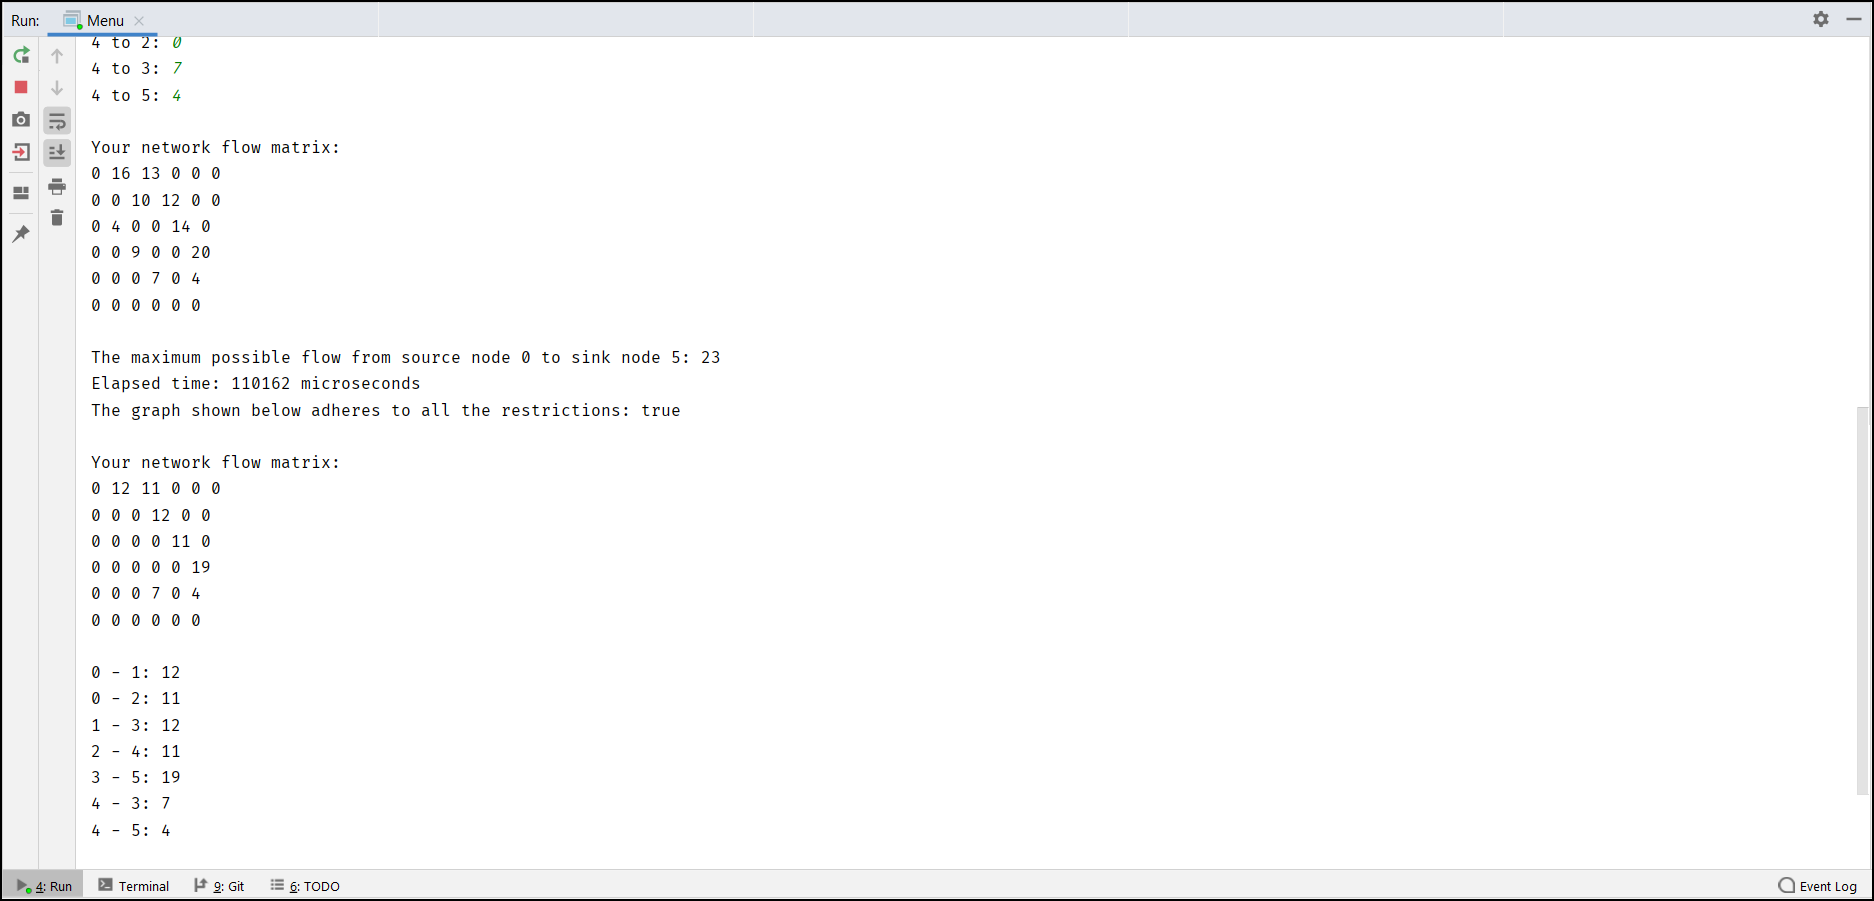 Run: Menu
4 to 2: 0
4 to 3: 7
4 to 5: 4
Your network flow matrix:
0 16 13 0 0 0
0 0 10 12 0 0
0 4 0 0 14 0
0 0 9 0 0 20
0 0 0 7 0 4
0 0 0 0 0 0
The maximum possible flow from source node 0 to sink node 5: 23
Elapsed time: 110162 microseconds
The graph shown below adheres to all the restrictions: true
Your network flow matrix:
0 12 11 0 0 0
0 0 0 12 0 0
0 0 0 0 11 0
0 0 0 0 0 19
0 0 0 7 0 4
0 0 0 0 0 0
0 - 1: 12
0 - 2: 11
1 - 3: 12
2 - 4: 11
3 - 5: 19
4 - 3: 7
4 - 5: 4
4: Run Terminal 9: Git 6: TODO Event Log